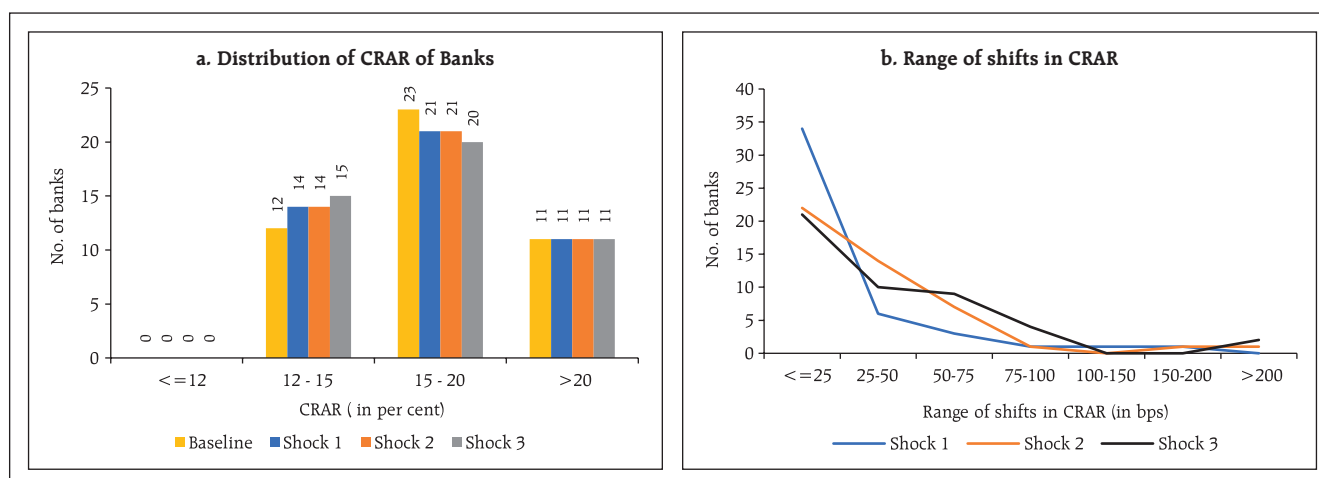 a. Distribution of CRAR of Banks
No. of banks
25
20
15
10
5
0
0 0 0 0
12 14 14 15
23 21 21 20
11 11 11 11
<=12 12 - 15 15 - 20 >20
CRAR ( in per cent)
Baseline Shock 1 Shock 2 Shock 3
b. Range of shifts in CRAR
No. of banks
40
35
30
25
20
15
10
5
0
<=25 25-50 50-75 75-100 100-150 150-200 >200
Range of shifts in CRAR (in bps)
Shock 1 Shock 2 Shock 3